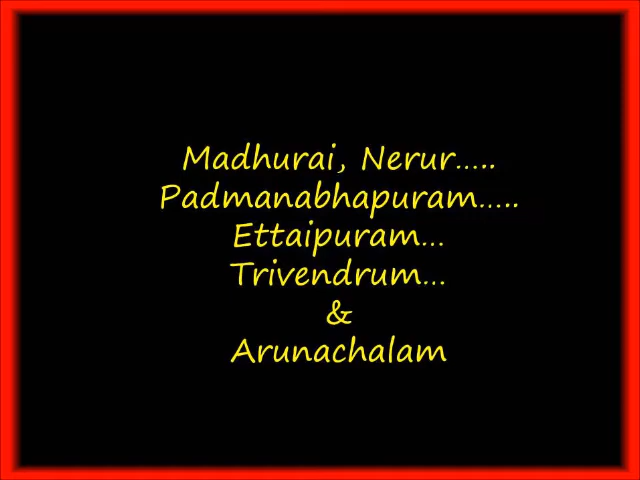 Madhurai, Nerur.....
Padmanabhapuram.....
Ettaipuram...
Trivendrum...
&
Arunachalam